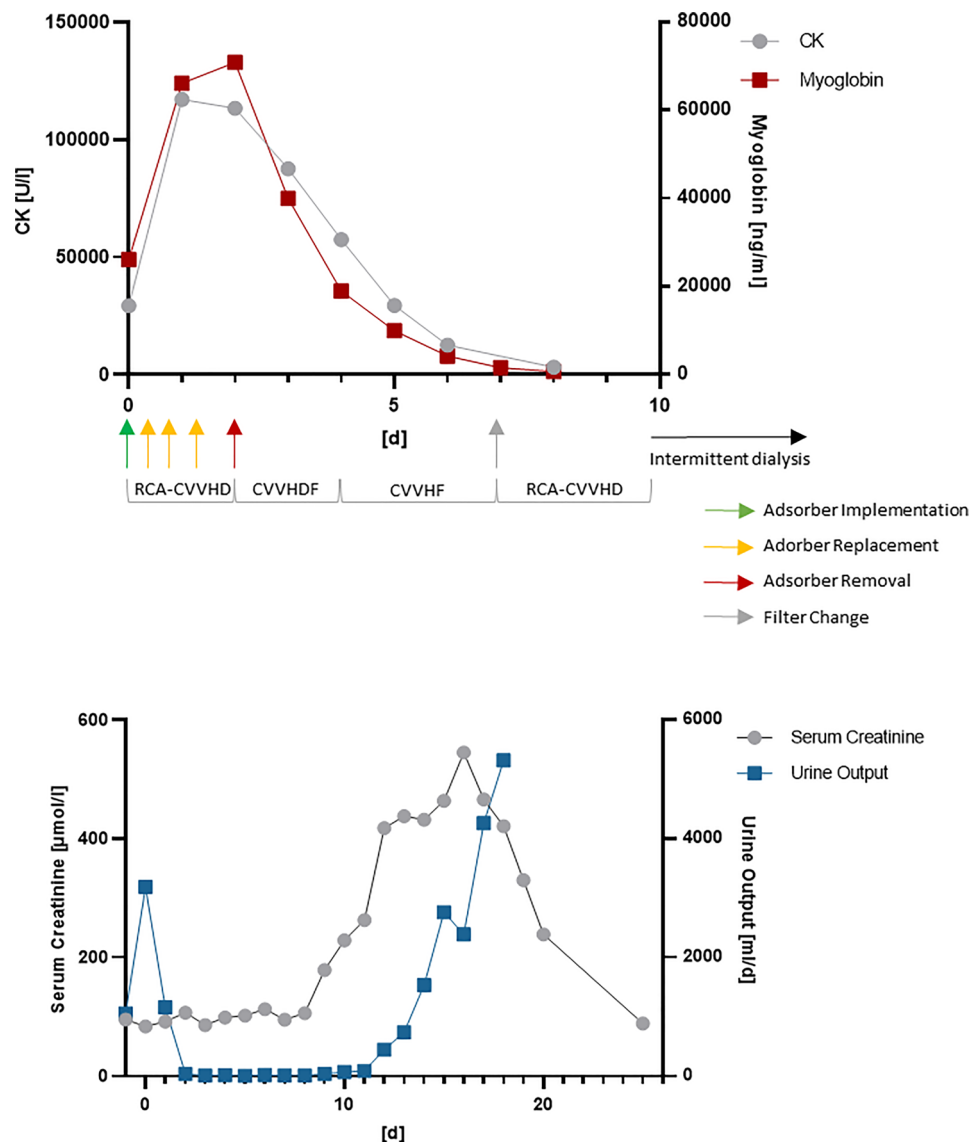 150000
100000
50000
0
CK [U/l]
80000
60000
40000
20000
0
Myoglobin [ng/ml]
CK
Myoglobin
0
5
10
[d]
Intermittent dialysis
RCA-CVVHD
CVVHDF
CVVHF
RCA-CVVHD
Adsorber Implementation
Adorber Replacement
Adsorber Removal
Filter Change
600
400
200
0
Serum Creatinine [µmol/l]
6000
4000
2000
0
Urine Output [ml/d]
Serum Creatinine
Urine Output
0
10
20
[d]